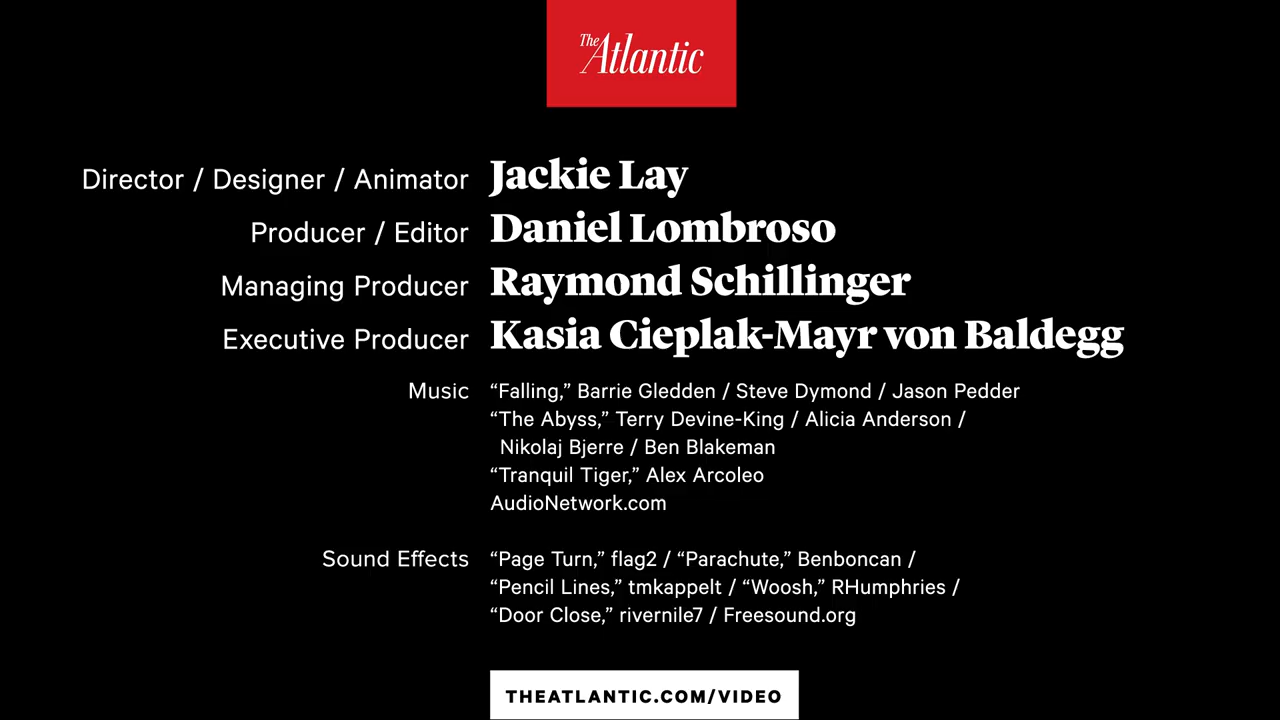 The Atlantic
Director / Designer / Animator Jackie Lay
Producer / Editor Daniel Lombroso
Managing Producer Raymond Schillinger
Executive Producer Kasia Cieplak-Mayr von Baldegg
Music “Falling,” Barrie Gledden / Steve Dymond / Jason Pedder
“The Abyss,” Terry Devine-King / Alicia Anderson /
Nikolaj Bjerre / Ben Blakeman
“Tranquil Tiger,” Alex Arcoleo
AudioNetwork.com
Sound Effects “Page Turn,” flag2 / “Parachute,” Benboncan /
“Pencil Lines,” tmkappelt / “Woosh,” RHumphries /
“Door Close,” rivernile7 / Freesound.org
THEATLANTIC.COM/VIDEO